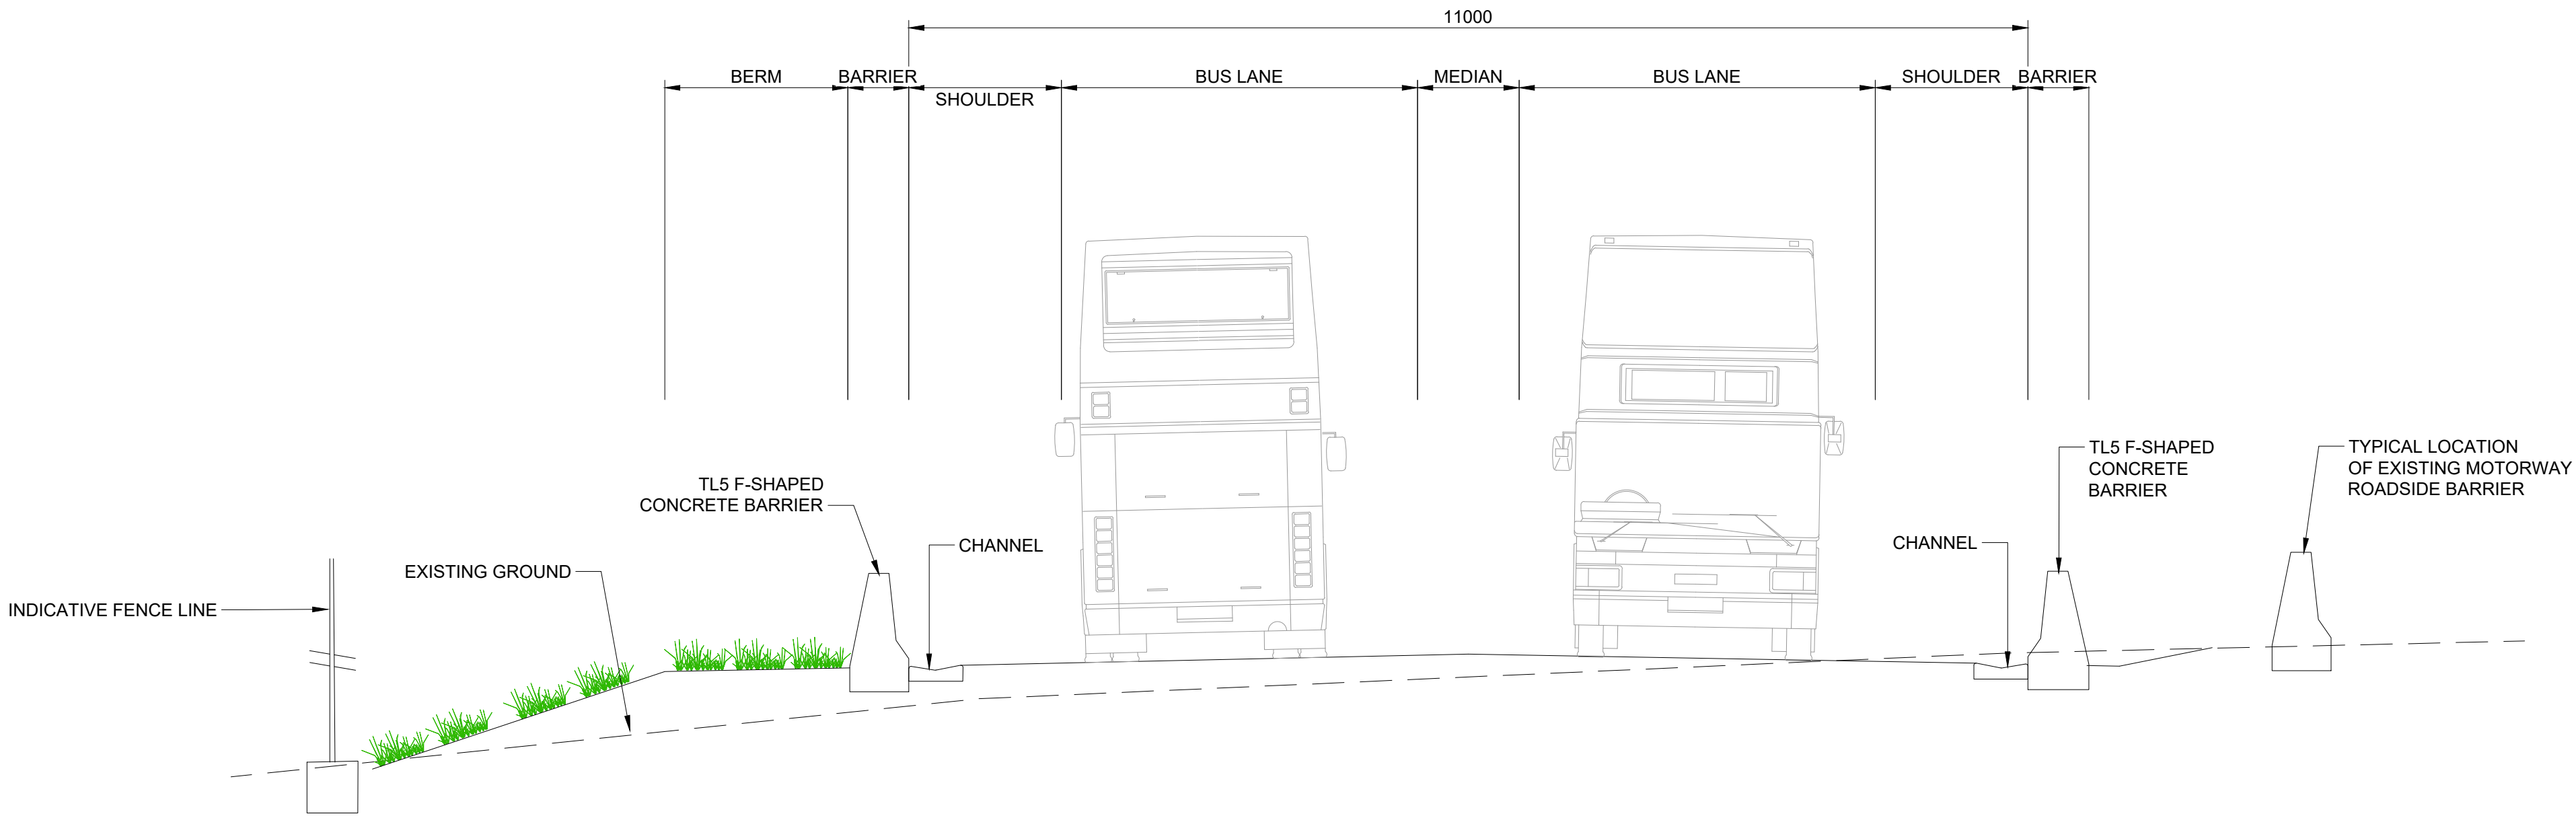 11000
BERM
BARRIER
SHOULDER
BUS LANE
MEDIAN
BUS LANE
SHOULDER
BARRIER
TL5 F-SHAPED
CONCRETE BARRIER
CHANNEL
EXISTING GROUND
INDICATIVE FENCE LINE
CHANNEL
TL5 F-SHAPED
CONCRETE
BARRIER
TYPICAL LOCATION
OF EXISTING MOTORWAY
ROADSIDE BARRIER